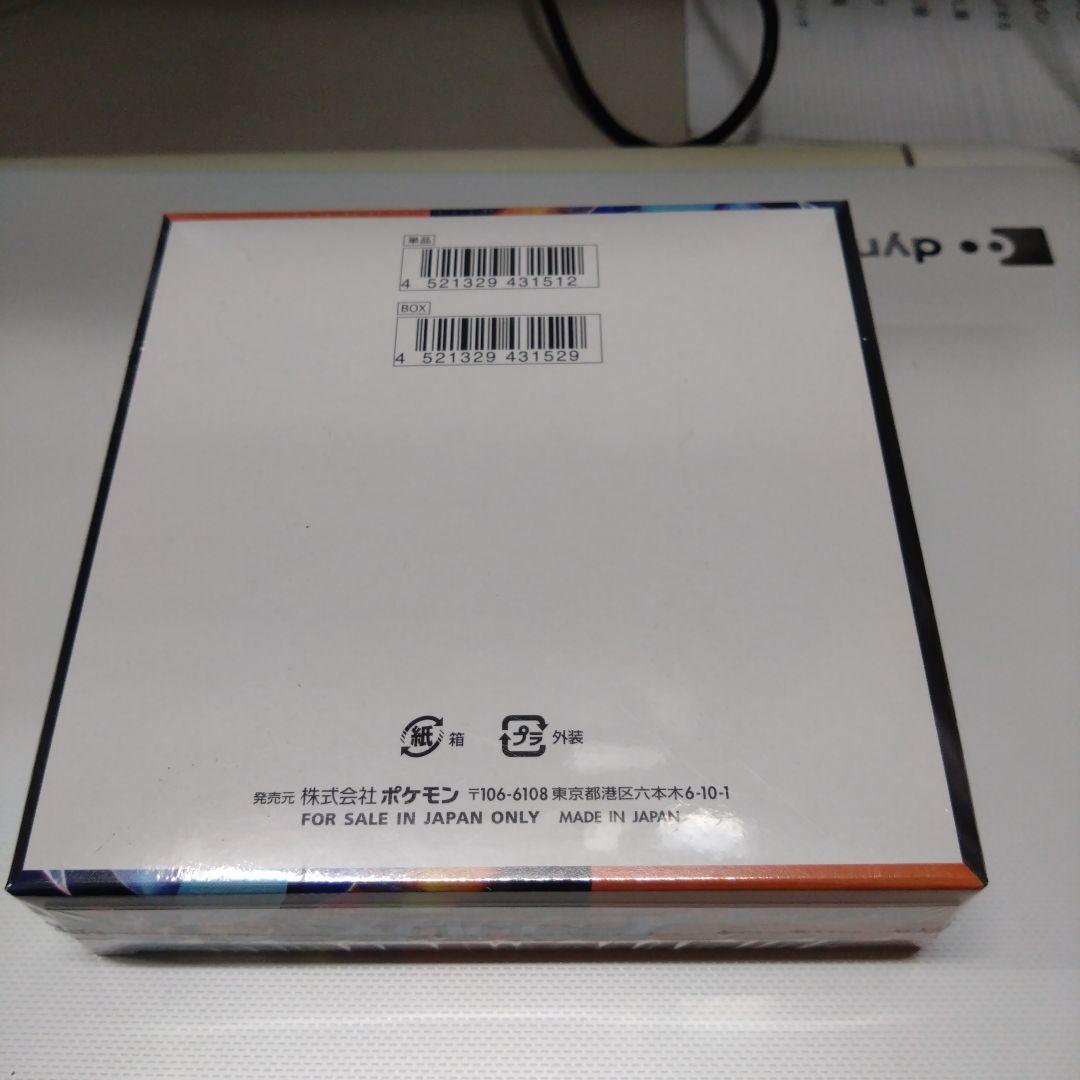 単品
4 521329 431512
BOX
4 521329 431529
紙 箱 プラ 外装
発売元 株式会社 ポケモン 〒106-6108 東京都港区六本木6-10-1
FOR SALE IN JAPAN ONLY MADE IN JAPAN